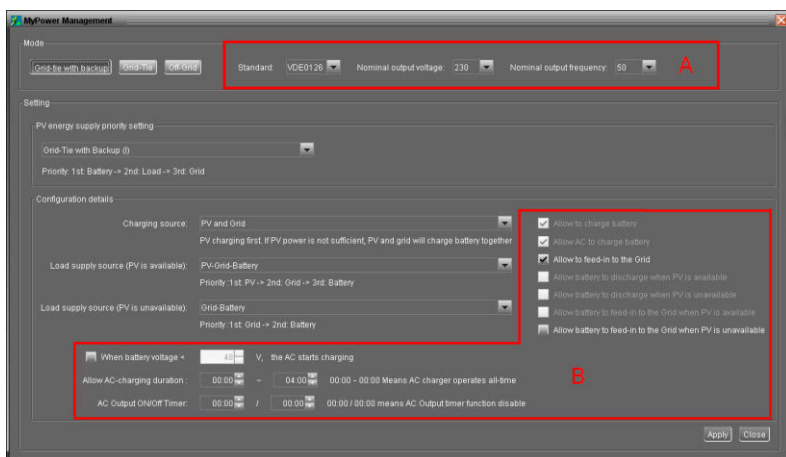 MyPower Management
Mode
Grid-tie with backup Grid-Tie Off-Grid Standard: VDE0126 Nominal output voltage: 230 Nominal output frequency: 50 A
Setting
PV energy supply priority setting
Grid-Tie with Backup (I)
Priority: 1st: Battery -> 2nd: Load -> 3rd: Grid
Configuration details
Charging source: PV and Grid
PV charging first. If PV power is not sufficient, PV and grid will charge battery together
Load supply source (PV is available): PV-Grid-Battery
Priority :1st: PV-> 2nd: Grid-> 3rd: Battery
Load supply source (PV is unavailable): Grid-Battery
Priority :1st: Grid -> 2nd: Battery
Allow to charge battery
Allow AC to charge battery
Allow to feed-in to the Grid
Allow battery to discharge when PV is available
Allow battery to discharge when PV is unavailable
Allow battery to feed-in to the Grid when PV is available
Allow battery to feed-in to the Grid when PV is unavailable
When battery voltage < 48 V, the AC starts charging
Allow AC-charging duration : 00:00 – 04:00 00:00 - 00:00 Means AC charger operates all-time
B
AC Output ON/Off Timer: 00:00 / 00:00 00:00 / 00:00 means AC Output timer function disable
Apply Close